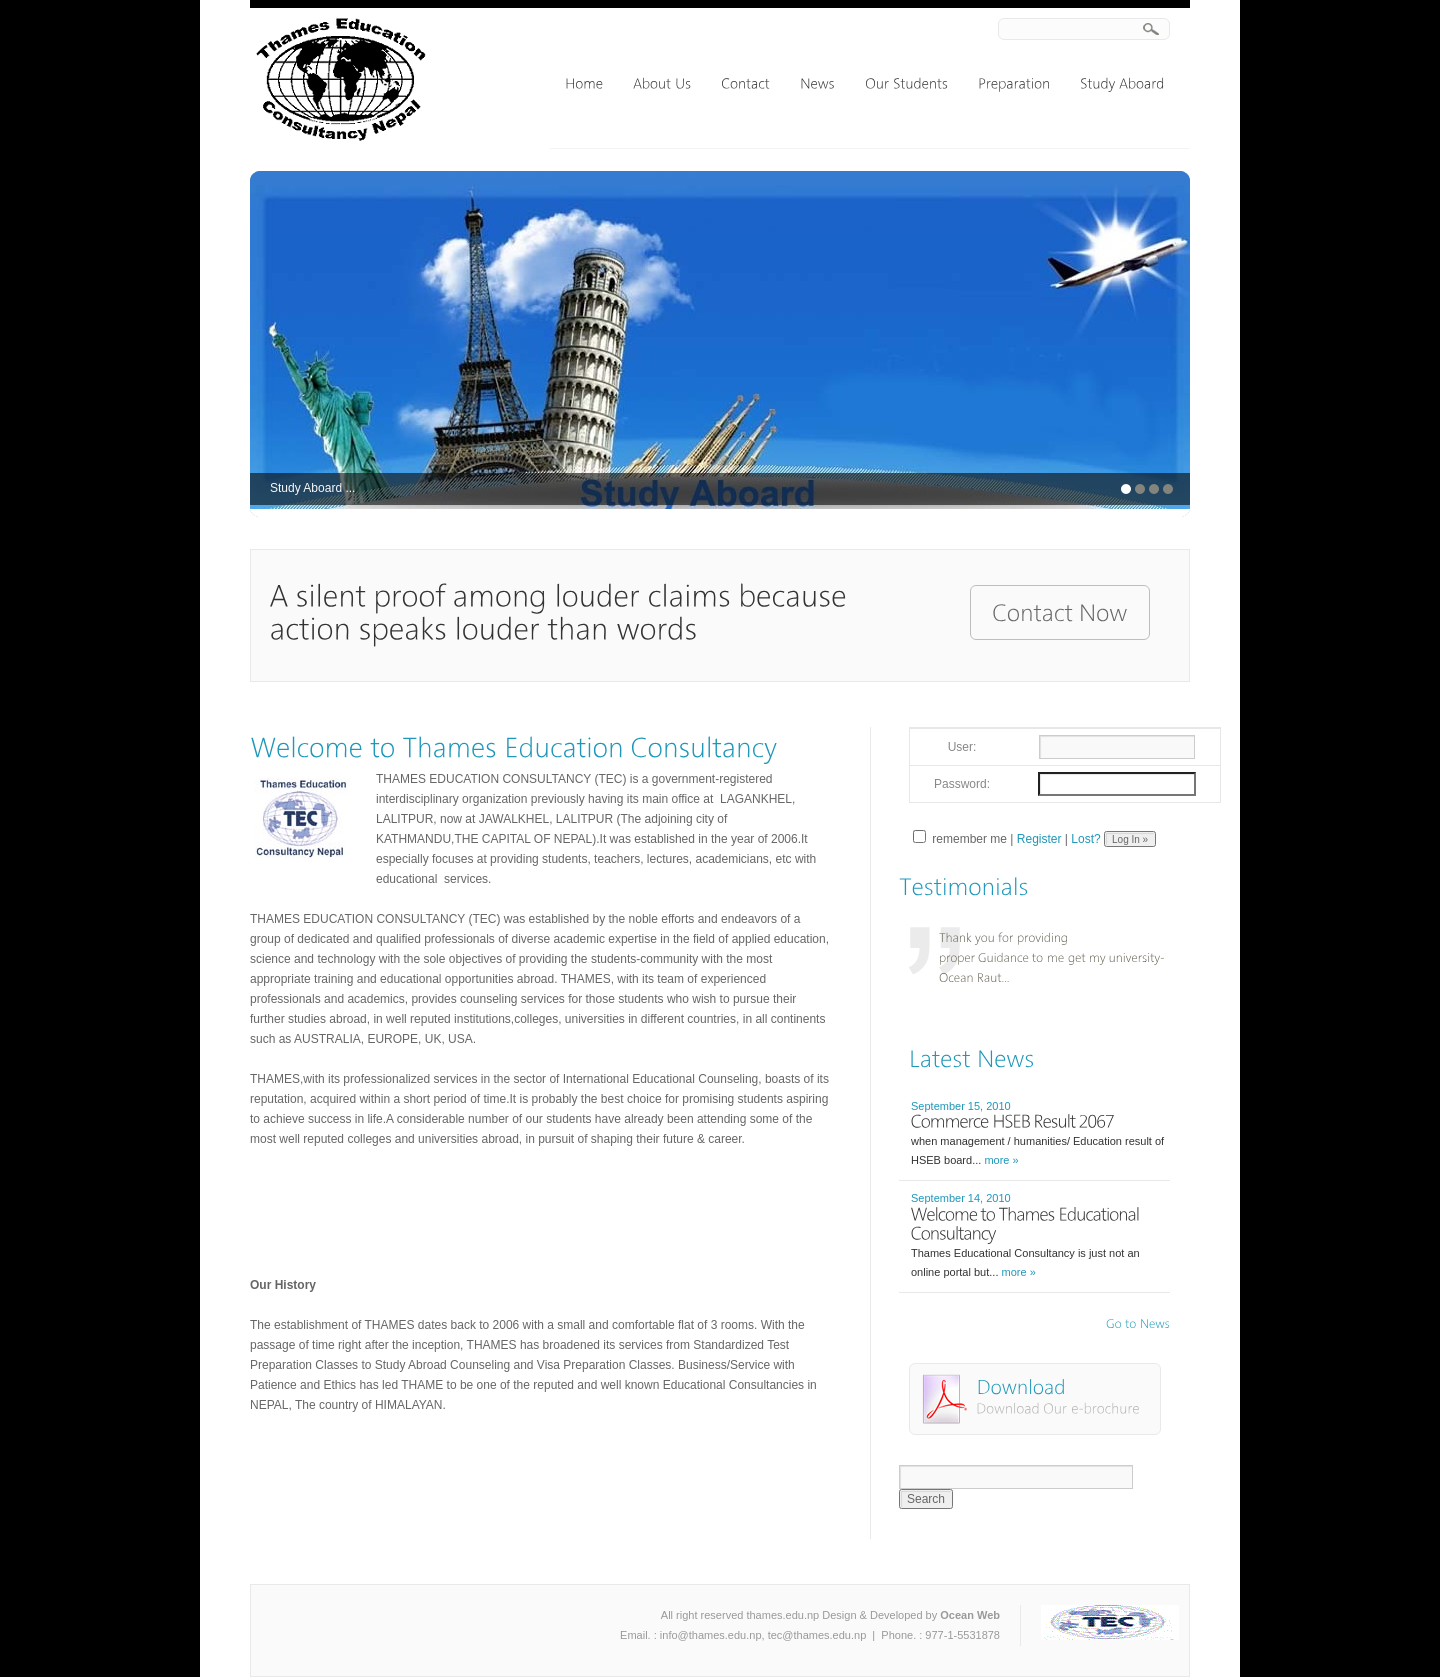 Thames Education
Consultancy Nepal
Home About Us Contact News Our Students Preparation Study Aboard
Study Aboard
Study Aboard ...
A silent proof among louder claims because
action speaks louder than words
Contact Now
Welcome to Thames Education Consultancy
Thames Education
TEC
Consultancy Nepal
THAMES EDUCATION CONSULTANCY (TEC) is a government-registered
interdisciplinary organization previously having its main office at  LAGANKHEL,
LALITPUR, now at JAWALKHEL, LALITPUR (The adjoining city of
KATHMANDU,THE CAPITAL OF NEPAL).It was established in the year of 2006.It
especially focuses at providing students, teachers, lectures, academicians, etc with
educational  services.
THAMES EDUCATION CONSULTANCY (TEC) was established by the noble efforts and endeavors of a
group of dedicated and qualified professionals of diverse academic expertise in the field of applied education,
science and technology with the sole objectives of providing the students-community with the most
appropriate training and educational opportunities abroad. THAMES, with its team of experienced
professionals and academics, provides counseling services for those students who wish to pursue their
further studies abroad, in well reputed institutions,colleges, universities in different countries, in all continents
such as AUSTRALIA, EUROPE, UK, USA.
THAMES,with its professionalized services in the sector of International Educational Counseling, boasts of its
reputation, acquired within a short period of time.It is probably the best choice for promising students aspiring
to achieve success in life.A considerable number of our students have already been attending some of the
most well reputed colleges and universities abroad, in pursuit of shaping their future & career.
Our History
The establishment of THAMES dates back to 2006 with a small and comfortable flat of 3 rooms. With the
passage of time right after the inception, THAMES has broadened its services from Standardized Test
Preparation Classes to Study Abroad Counseling and Visa Preparation Classes. Business/Service with
Patience and Ethics has led THAME to be one of the reputed and well known Educational Consultancies in
NEPAL, The country of HIMALAYAN.
User:
Password:
remember me | Register | Lost? Log In »
Testimonials
Thank you for providing
proper Guidance to me get my university-
Ocean Raut...
Latest News
September 15, 2010
Commerce HSEB Result 2067
when management / humanities/ Education result of
HSEB board... more »
September 14, 2010
Welcome to Thames Educational
Consultancy
Thames Educational Consultancy is just not an
online portal but... more »
Go to News
Download
Download Our e-brochure
Search
All right reserved thames.edu.np Design & Developed by Ocean Web
Email. : info@thames.edu.np, tec@thames.edu.np  |  Phone. : 977-1-5531878
TEC